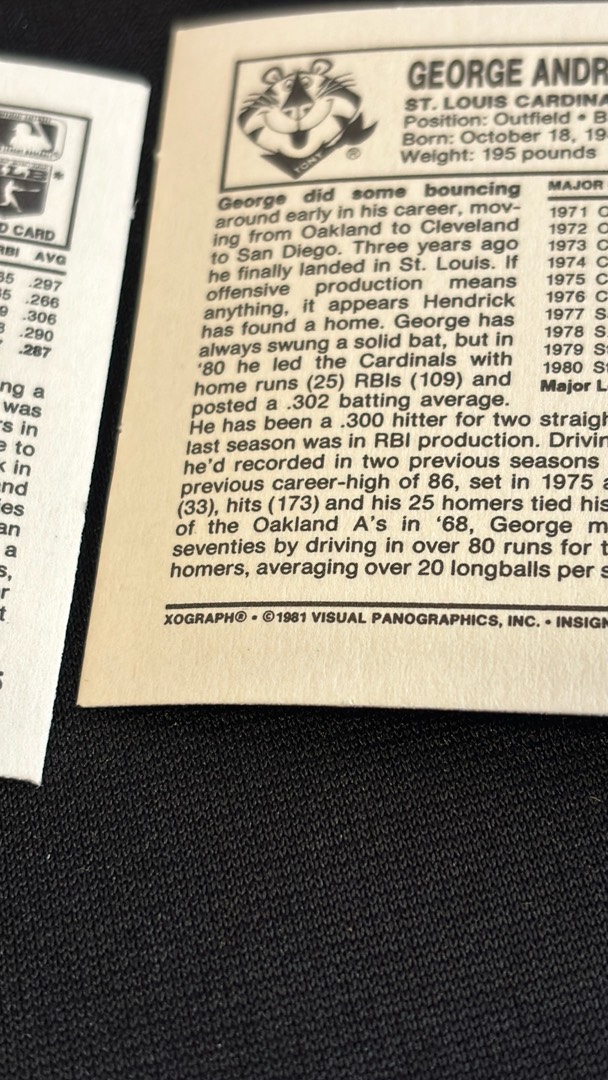 D CARD
RBI AVG
65 .297
5 .266
9 .306
.290
.287
ng a
was
rs in
e to
k in
nd
ies
an
a
s,
r
t
TONY ®
GEORGE ANDR
ST. LOUIS CARDINA
Position: Outfield • B
Born: October 18, 19
Weight: 195 pounds
George did some bouncing
around early in his career, mov-
ing from Oakland to Cleveland
to San Diego. Three years ago
he finally landed in St. Louis. If
offensive production means
anything, it appears Hendrick
has found a home. George has
always swung a solid bat, but in
‘80 he led the Cardinals with
home runs (25) RBIs (109) and
posted a .302 batting average.
MAJOR
1971 C
1972 C
1973 C
1974 C
1975 C
1976 C
1977 S
1978 S
1979 St
1980 St
Major L
He has been a .300 hitter for two straigh
last season was in RBI production. Drivin
he’d recorded in two previous seasons
previous career-high of 86, set in 1975 a
(33), hits (173) and his 25 homers tied his
of the Oakland A’s in ‘68, George m
seventies by driving in over 80 runs for t
homers, averaging over 20 longballs per s
XOGRAPH® • ©1981 VISUAL PANOGRAPHICS, INC. • INSIGN